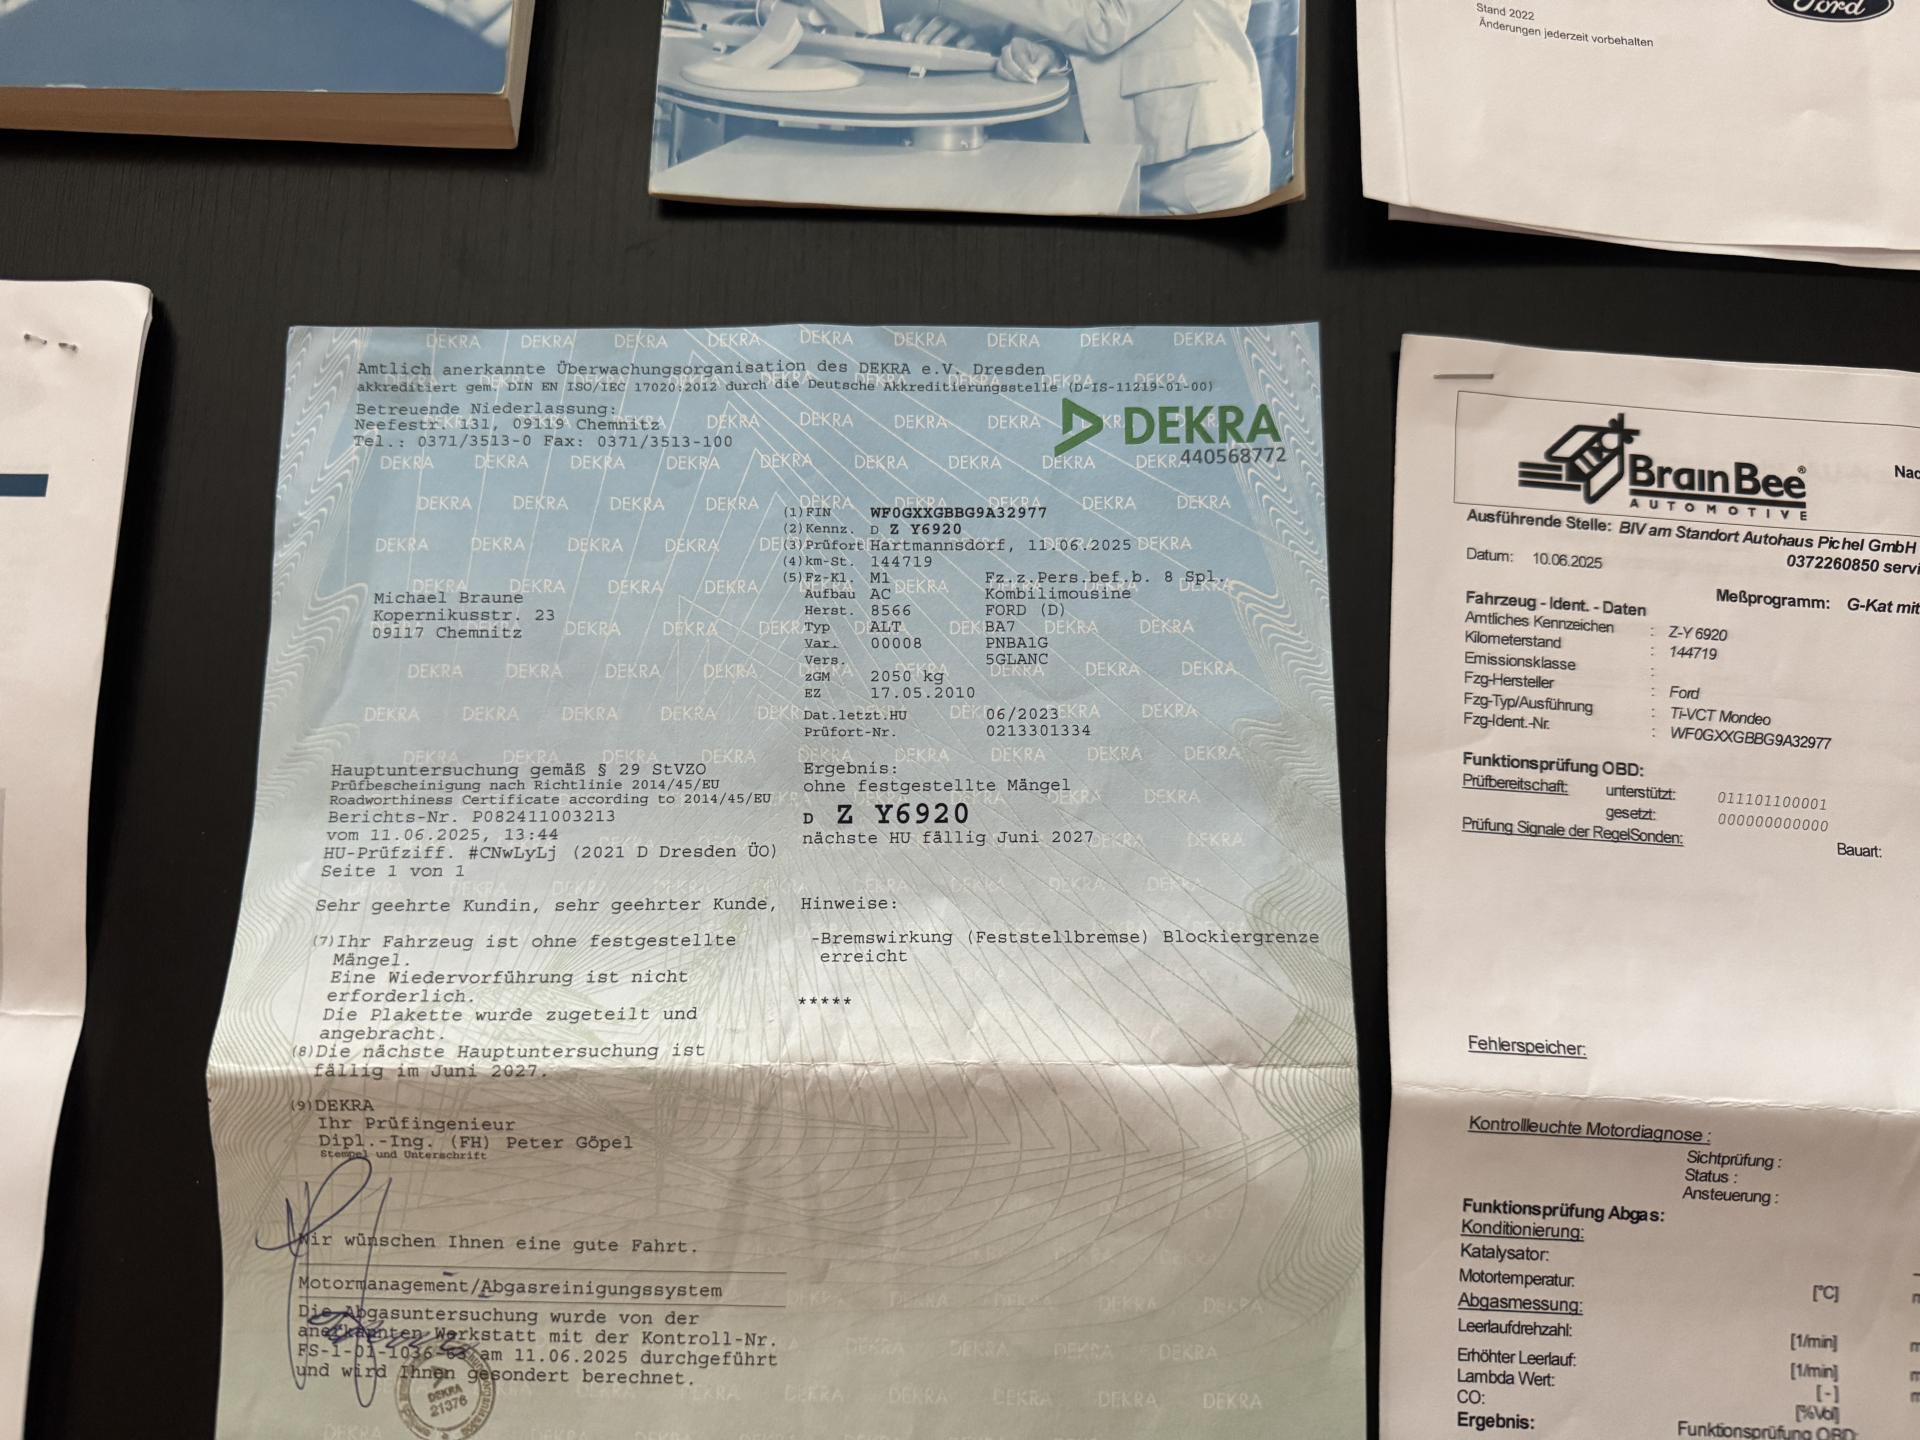 Stand 2022
Änderungen jederzeit vorbehalten
Ford
Amtlich anerkannte Überwachungsorganisation des DEKRA e.V. Dresden
akkreditiert gem. DIN EN ISO/IEC 17020:2012 durch die Deutsche Akkreditierungsstelle (D-IS-11219-01-00)
Betreuende Niederlassung:
Neefestr. 131, 09119 Chemnitz
Tel.: 0371/3513-0 Fax: 0371/3513-100
DEKRA
440568772
(1) FIN WF0GXXGBBG9A32977
(2) Kennz. D Z Y6920
(3) Prüfort Hartmannsdorf, 11.06.2025
(4) km-St. 144719
(5) Fz-Kl. M1 Fz.z.Pers.bef.b. 8 Spl.
Aufbau AC Kombilimousine
Herst. 8566 FORD (D)
Typ ALT BA7
Var. 00008 PNBA1G
Vers. 5GLANC
zGM 2050 kg
EZ 17.05.2010
Dat.letzt.HU 06/2023
Prüfort-Nr. 0213301334
Michael Braune
Kopernikusstr. 23
09117 Chemnitz
Hauptuntersuchung gemäß § 29 StVZO
Prüfbescheinigung nach Richtlinie 2014/45/EU
Roadworthiness Certificate according to 2014/45/EU
Berichts-Nr. P082411003213
vom 11.06.2025, 13:44
HU-Prüfziff. #CNwLyLj (2021 D Dresden ÜO)
Seite 1 von 1
Ergebnis:
ohne festgestellte Mängel
D Z Y6920
nächste HU fällig Juni 2027
Sehr geehrte Kundin, sehr geehrter Kunde,
(7) Ihr Fahrzeug ist ohne festgestellte
Mängel.
Eine Wiedervorführung ist nicht
erforderlich.
Die Plakette wurde zugeteilt und
angebracht.
(8) Die nächste Hauptuntersuchung ist
fällig im Juni 2027.
Hinweise:
-Bremswirkung (Feststellbremse) Blockiergrenze
erreicht
*****
(9) DEKRA
Ihr Prüfingenieur
Dipl.-Ing. (FH) Peter Göpel
Stempel und Unterschrift
Wir wünschen Ihnen eine gute Fahrt.
Motormanagement/Abgasreinigungssystem
Die Abgasuntersuchung wurde von der
anerkannten Werkstatt mit der Kontroll-Nr.
FS-1-01-1036-63 am 11.06.2025 durchgeführt
und wird Ihnen gesondert berechnet.
DEKRA
21376
BrainBee®
AUTOMOTIVE
Ausführende Stelle: BIV am Standort Autohaus Pichel GmbH
0372260850
Datum: 10.06.2025
Meßprogramm: G-Kat mit
Fahrzeug - Ident. - Daten
Amtliches Kennzeichen : Z-Y 6920
Kilometerstand : 144719
Emissionsklasse :
Fzg-Hersteller : Ford
Fzg-Typ/Ausführung : Ti-VCT Mondeo
Fzg-Ident.-Nr. : WF0GXXGBBG9A32977
Funktionsprüfung OBD:
Prüfbereitschaft: unterstützt: 011101100001
gesetzt: 000000000000
Prüfung Signale der RegelSonden:
Bauart:
Fehlerspeicher:
Kontrollleuchte Motordiagnose :
Sichtprüfung :
Status :
Ansteuerung :
Funktionsprüfung Abgas:
Konditionierung:
Katalysator:
Motortemperatur: [°C]
Abgasmessung:
Leerlaufdrehzahl: [1/min]
Erhöhter Leerlauf: [1/min]
Lambda Wert: [-]
CO: [%Vol]
Ergebnis: Funktionsprüfung OBD: